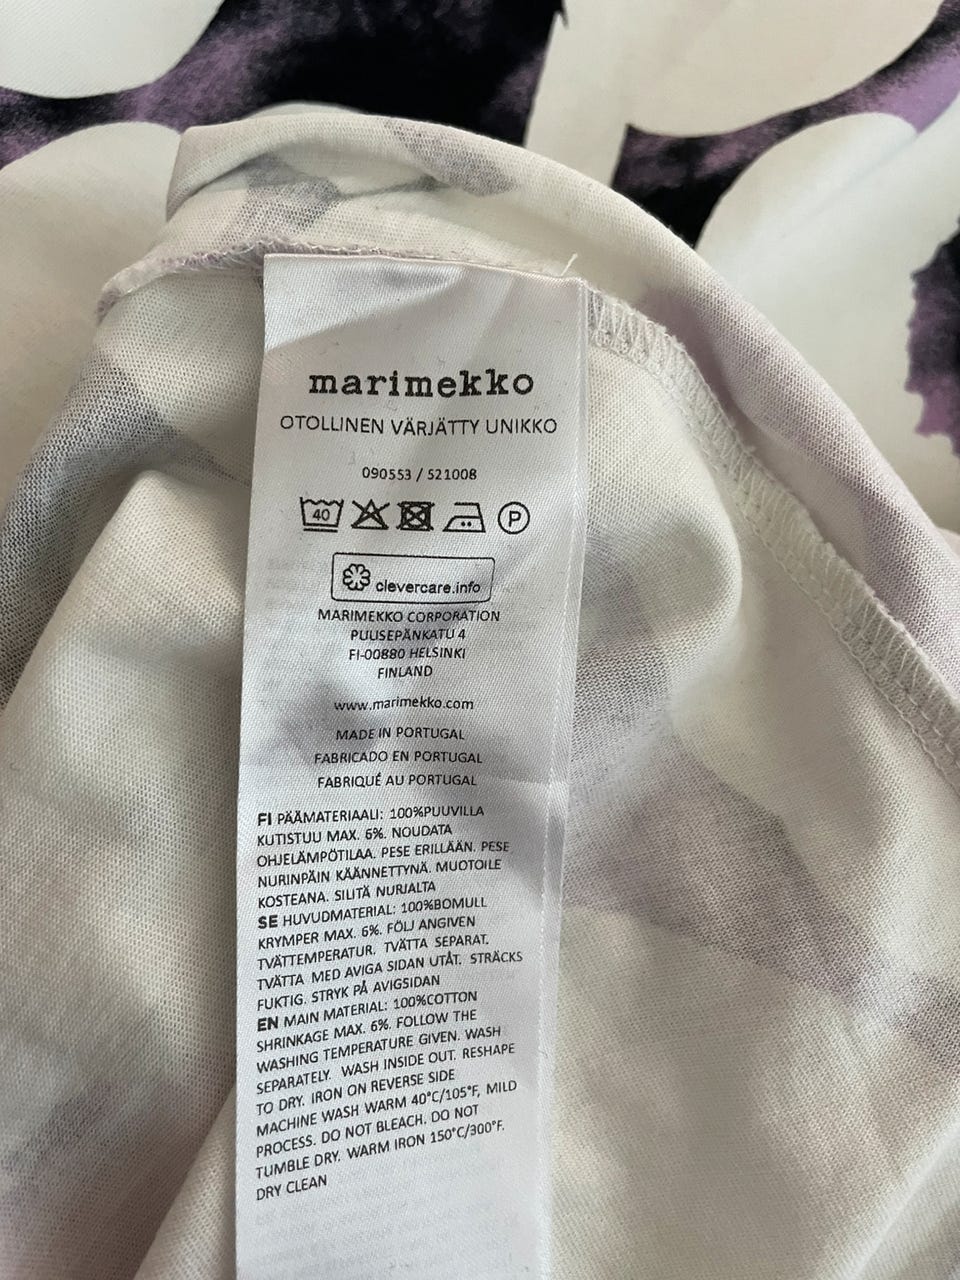 marimekko
OTOLLINEN VÄRJÄTTY UNIKKO
090553 / 521008
40 P
clevercare.info
MARIMEKKO CORPORATION
PUUSEPÄNKATU 4
FI-00880 HELSINKI
FINLAND
www.marimekko.com
MADE IN PORTUGAL
FABRICADO EN PORTUGAL
FABRIQUÉ AU PORTUGAL
FI PÄÄMATERIAALI: 100%PUUVILLA
KUTISTUU MAX. 6%. NOUDATA
OHJELÄMPÖTILAA. PESE ERILLÄÄN. PESE
NURINPÄIN KÄÄNNETTYNÄ. MUOTOILE
KOSTEANA. SILITÄ NURJALTA
SE HUVUDMATERIAL: 100%BOMULL
KRYMPER MAX. 6%. FÖLJ ANGIVEN
TVÄTTEMPERATUR. TVÄTTA SEPARAT.
TVÄTTA MED AVIGA SIDAN UTÅT. STRÄCKS
FUKTIG. STRYK PÅ AVIGSIDAN
EN MAIN MATERIAL: 100%COTTON
SHRINKAGE MAX. 6%. FOLLOW THE
WASHING TEMPERATURE GIVEN. WASH
SEPARATELY. WASH INSIDE OUT. RESHAPE
TO DRY. IRON ON REVERSE SIDE
MACHINE WASH WARM 40°C/105°F, MILD
PROCESS. DO NOT BLEACH. DO NOT
TUMBLE DRY. WARM IRON 150°C/300°F.
DRY CLEAN